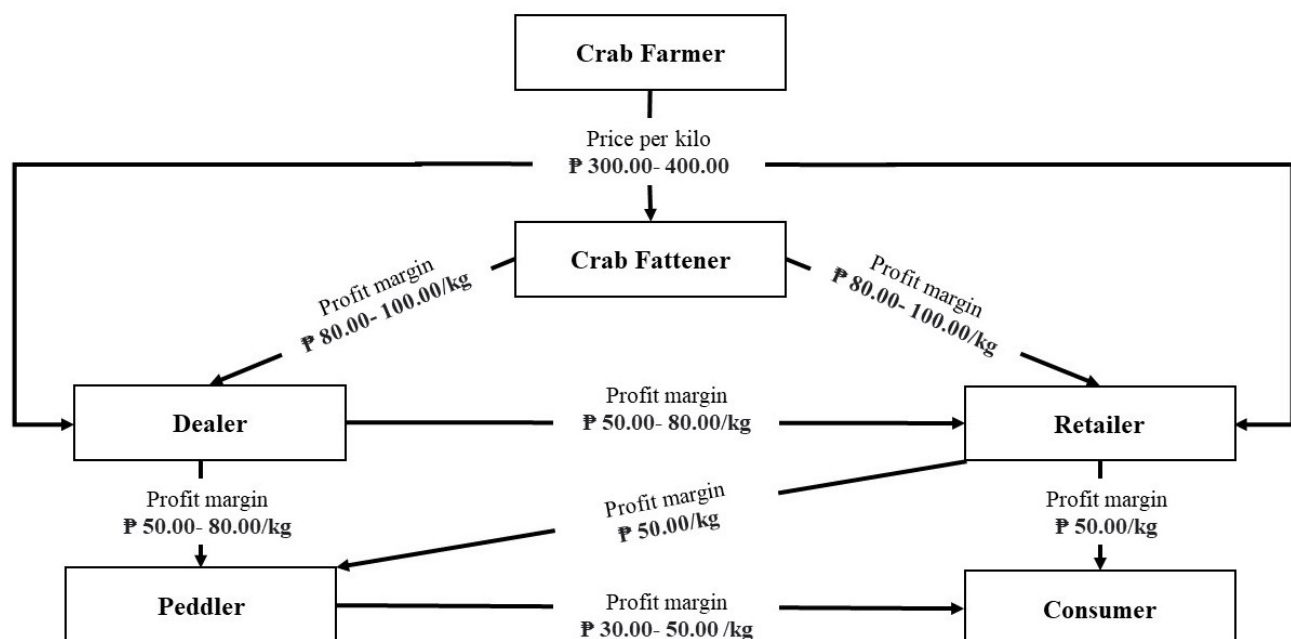 Crab Farmer
Price per kilo
₱ 300.00- 400.00
Crab Fattener
Profit margin
₱ 80.00- 100.00/kg
Profit margin
₱ 80.00- 100.00/kg
Dealer
Profit margin
₱ 50.00- 80.00/kg
Retailer
Profit margin
₱ 50.00- 80.00/kg
Profit margin
₱ 50.00/kg
Profit margin
₱ 50.00/kg
Peddler
Profit margin
₱ 30.00- 50.00 /kg
Consumer